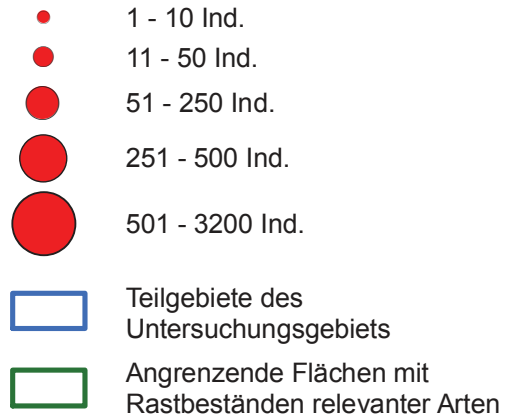 1 - 10 Ind.
11 - 50 Ind.
51 - 250 Ind.
251 - 500 Ind.
501 - 3200 Ind.
Teilgebiete des
Untersuchungsgebiets
Angrenzende Flächen mit
Rastbeständen relevanter Arten